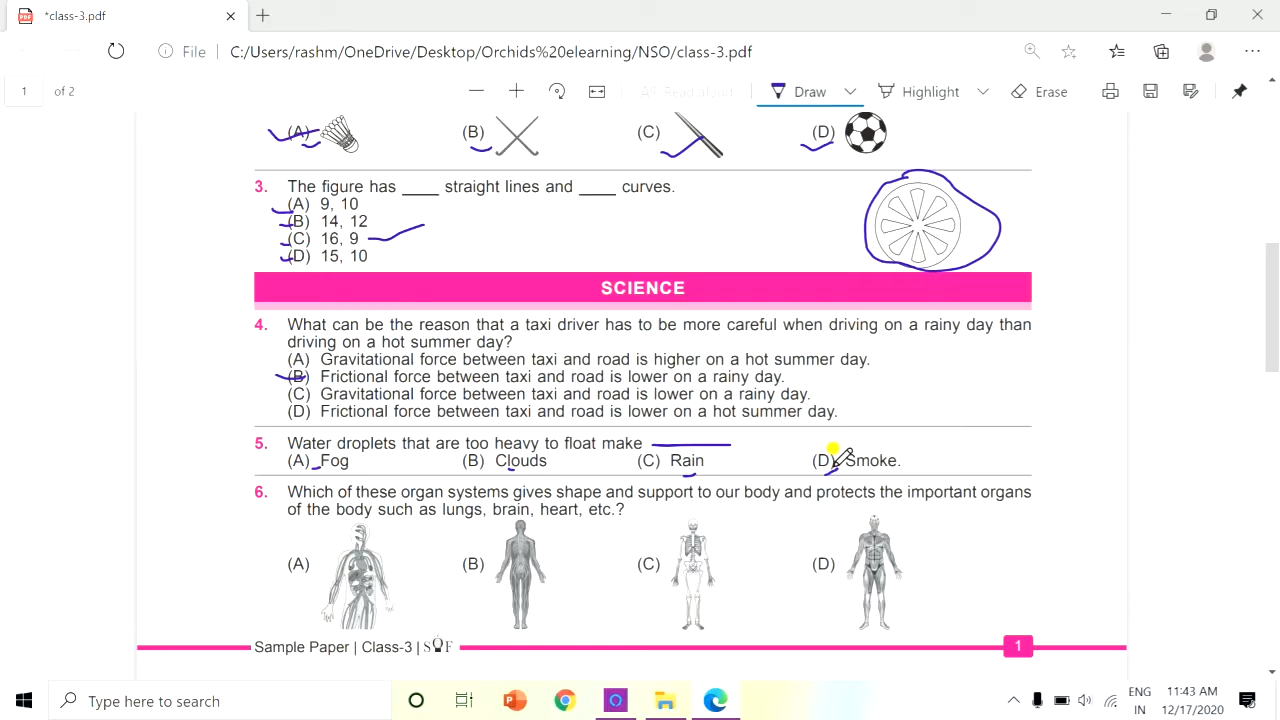 *class-3.pdf
File
C:/Users/rashm/OneDrive/Desktop/Orchids%20elearning/NSO/class-3.pdf
1 of 2
Read aloud
Draw
Highlight
Erase
(A) (B) (C) (D)
3. The figure has ____ straight lines and ____ curves.
(A) 9, 10
(B) 14, 12
(C) 16, 9
(D) 15, 10
SCIENCE
4. What can be the reason that a taxi driver has to be more careful when driving on a rainy day than
driving on a hot summer day?
(A) Gravitational force between taxi and road is higher on a hot summer day.
(B) Frictional force between taxi and road is lower on a rainy day.
(C) Gravitational force between taxi and road is lower on a rainy day.
(D) Frictional force between taxi and road is lower on a hot summer day.
5. Water droplets that are too heavy to float make ________
(A) Fog (B) Clouds (C) Rain (D) Smoke.
6. Which of these organ systems gives shape and support to our body and protects the important organs
of the body such as lungs, brain, heart, etc.?
(A) (B) (C) (D)
Sample Paper | Class-3 | SOF
1
Type here to search
ENG
IN
11:43 AM
12/17/2020